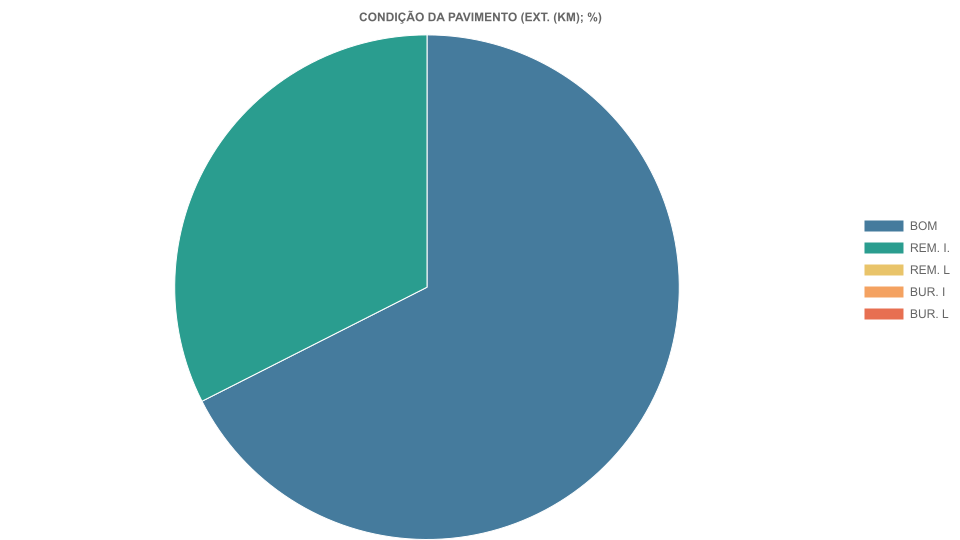 CONDIÇÃO DA PAVIMENTO (EXT. (KM); %)
BOM
REM. I.
REM. L
BUR. I
BUR. L